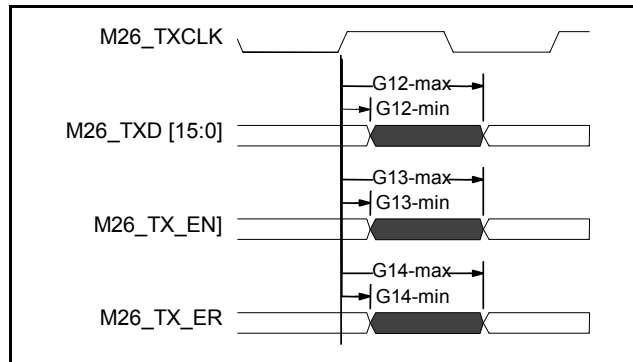 M26_TXCLK
G12-max
G12-min
M26_TXD [15:0]
G13-max
G13-min
M26_TX_EN]
G14-max
G14-min
M26_TX_ER